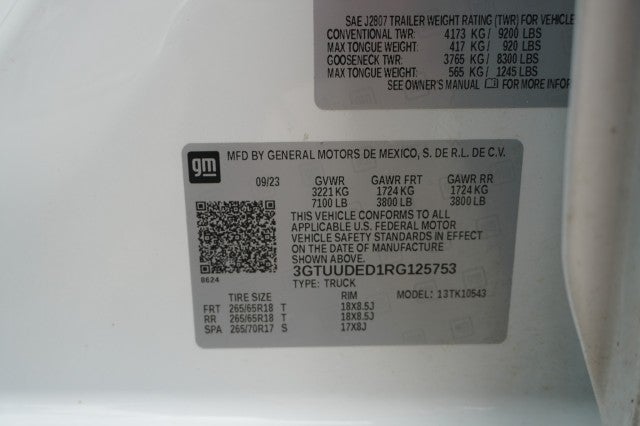 SAE J2807 TRAILER WEIGHT RATING (TWR) FOR VEHICLE
CONVENTIONAL TWR: 4173 KG / 9200 LBS
MAX TONGUE WEIGHT: 417 KG / 920 LBS
GOOSENECK TWR: 3765 KG / 8300 LBS
MAX TONGUE WEIGHT: 565 KG / 1245 LBS
SEE OWNER'S MANUAL FOR MORE INFOR
gm MFD BY GENERAL MOTORS DE MEXICO, S. DE R.L. DE C.V.
09/23 GVWR GAWR FRT GAWR RR
3221 KG 1724 KG 1724 KG
7100 LB 3800 LB 3800 LB
THIS VEHICLE CONFORMS TO ALL
APPLICABLE U.S. FEDERAL MOTOR
VEHICLE SAFETY STANDARDS IN EFFECT
ON THE DATE OF MANUFACTURE
SHOWN ABOVE.
3GTUUDED1RG125753
8624 TYPE: TRUCK MODEL: 13TK10543
TIRE SIZE RIM
FRT 265/65R18 T 18X8.5J
RR 265/65R18 T 18X8.5J
SPA 265/70R17 S 17X8J